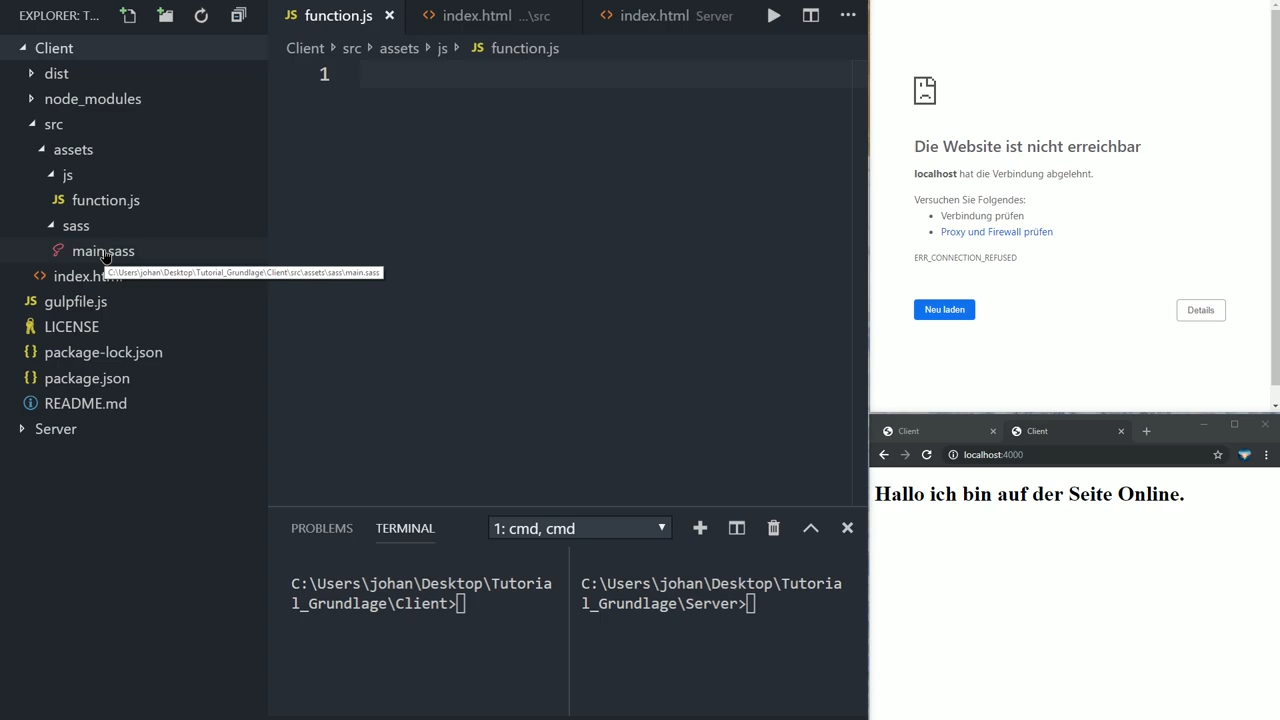 EXPLORER: T...
Client
dist
node_modules
src
assets
js
JS function.js
sass
main.sass
C:\Users\johan\Desktop\Tutorial_Grundlage\Client\src\assets\sass\main.sass
<> index.html
JS gulpfile.js
LICENSE
{} package-lock.json
{} package.json
README.md
Server
JS function.js
<> index.html ...\src
<> index.html Server
Client src assets js JS function.js
1
PROBLEMS TERMINAL 1: cmd, cmd
C:\Users\johan\Desktop\Tutoria
l_Grundlage\Client>
C:\Users\johan\Desktop\Tutoria
l_Grundlage\Server>
Die Website ist nicht erreichbar
localhost hat die Verbindung abgelehnt.
Versuchen Sie Folgendes:
• Verbindung prüfen
• Proxy und Firewall prüfen
ERR_CONNECTION_REFUSED
Neu laden
Details
Client
Client
localhost:4000
Hallo ich bin auf der Seite Online.